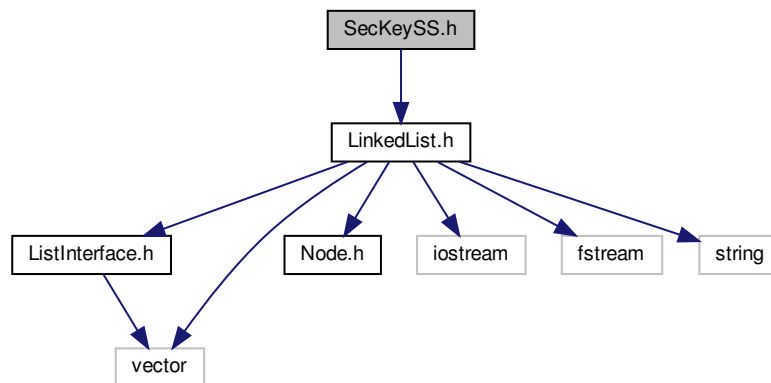 SecKeySS.h
LinkedList.h
ListInterface.h
Node.h
iostream
fstream
string
vector